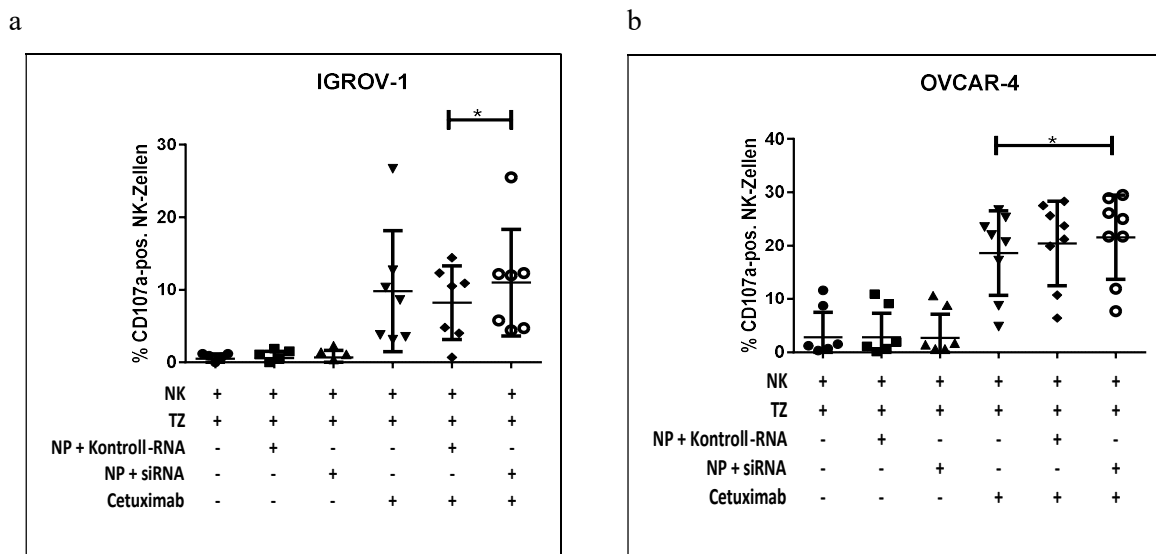 a
IGROV-1
*
% CD107a-pos. NK-Zellen
30
20
10
0
NK + + + + + +
TZ + + + + + +
NP + Kontroll-RNA - + - - + -
NP + siRNA - - + - - +
Cetuximab - - - + + +
b
OVCAR-4
*
% CD107a-pos. NK-Zellen
40
30
20
10
0
NK + + + + + +
TZ + + + + + +
NP + Kontroll-RNA - + - - + -
NP + siRNA - - + - - +
Cetuximab - - - + + +